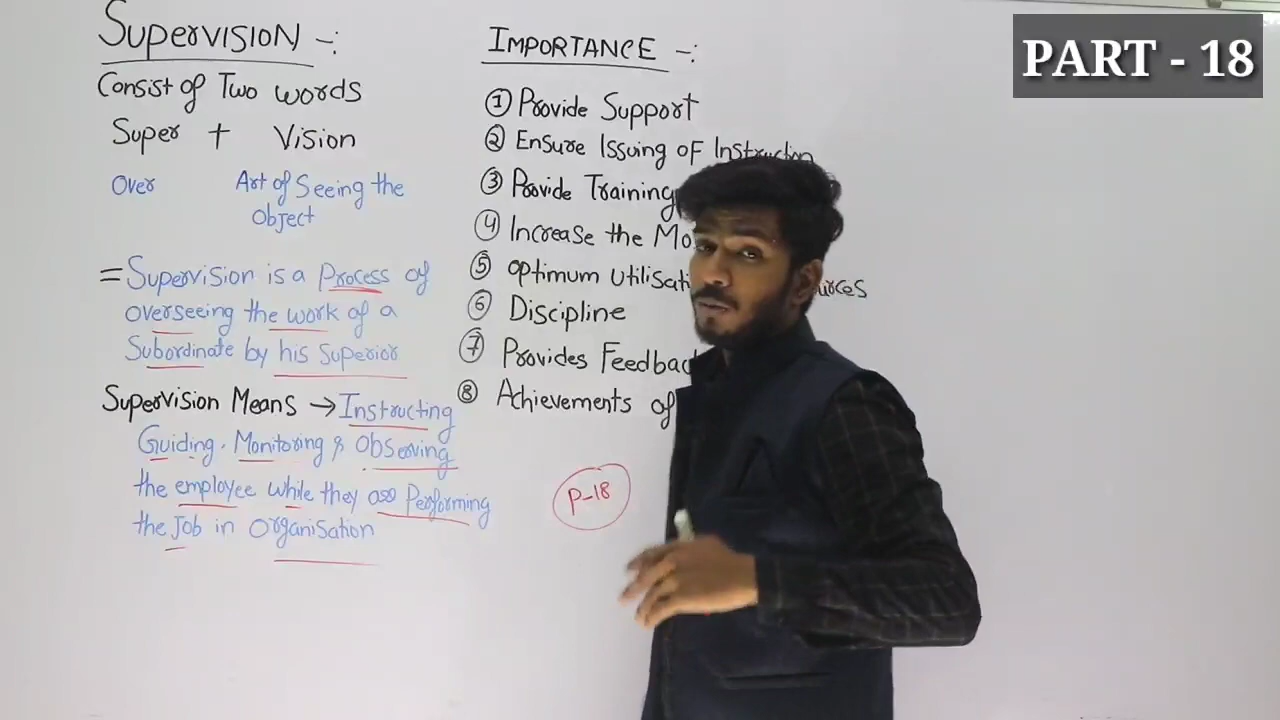 SUPERVISION -:
Consist of Two words
Super + Vision
Over Art of Seeing the
Object
= Supervision is a Process of
overseeing the work of a
Subordinate by his Superior
Supervision Means → Instructing
Guiding, Monitoring & Observing
the employee while they are Performing
the Job in Organisation
IMPORTANCE -:
① Provide Support
② Ensure Issuing of Instruction
③ Provide Training
④ Increase the
⑤ Optimum
⑥ Discipline
⑦ Provides
⑧ Achievements of
P-18
PART - 18